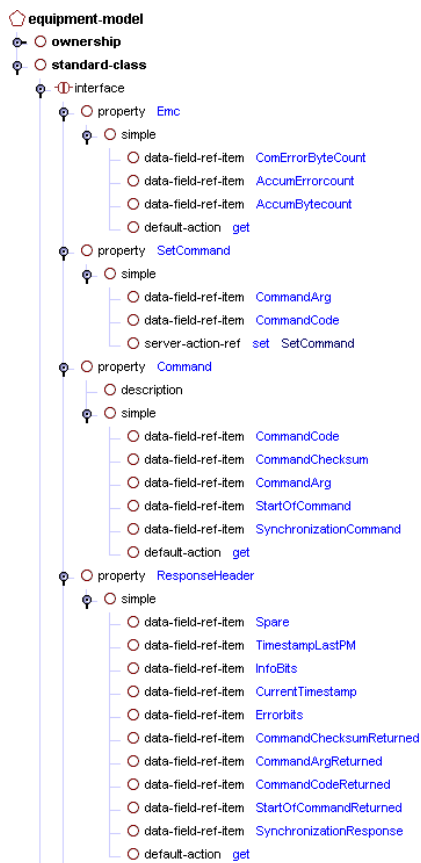 equipment-model
ownership
standard-class
interface
property Emc
simple
data-field-ref-item ComErrorByteCount
data-field-ref-item AccumErrorcount
data-field-ref-item AccumBytecount
default-action get
property SetCommand
simple
data-field-ref-item CommandArg
data-field-ref-item CommandCode
server-action-ref set SetCommand
property Command
description
simple
data-field-ref-item CommandCode
data-field-ref-item CommandChecksum
data-field-ref-item CommandArg
data-field-ref-item StartOfCommand
data-field-ref-item SynchronizationCommand
default-action get
property ResponseHeader
simple
data-field-ref-item Spare
data-field-ref-item TimestampLastPM
data-field-ref-item InfoBits
data-field-ref-item CurrentTimestamp
data-field-ref-item Errorbits
data-field-ref-item CommandChecksumReturned
data-field-ref-item CommandArgReturned
data-field-ref-item CommandCodeReturned
data-field-ref-item StartOfCommandReturned
data-field-ref-item SynchronizationResponse
default-action get